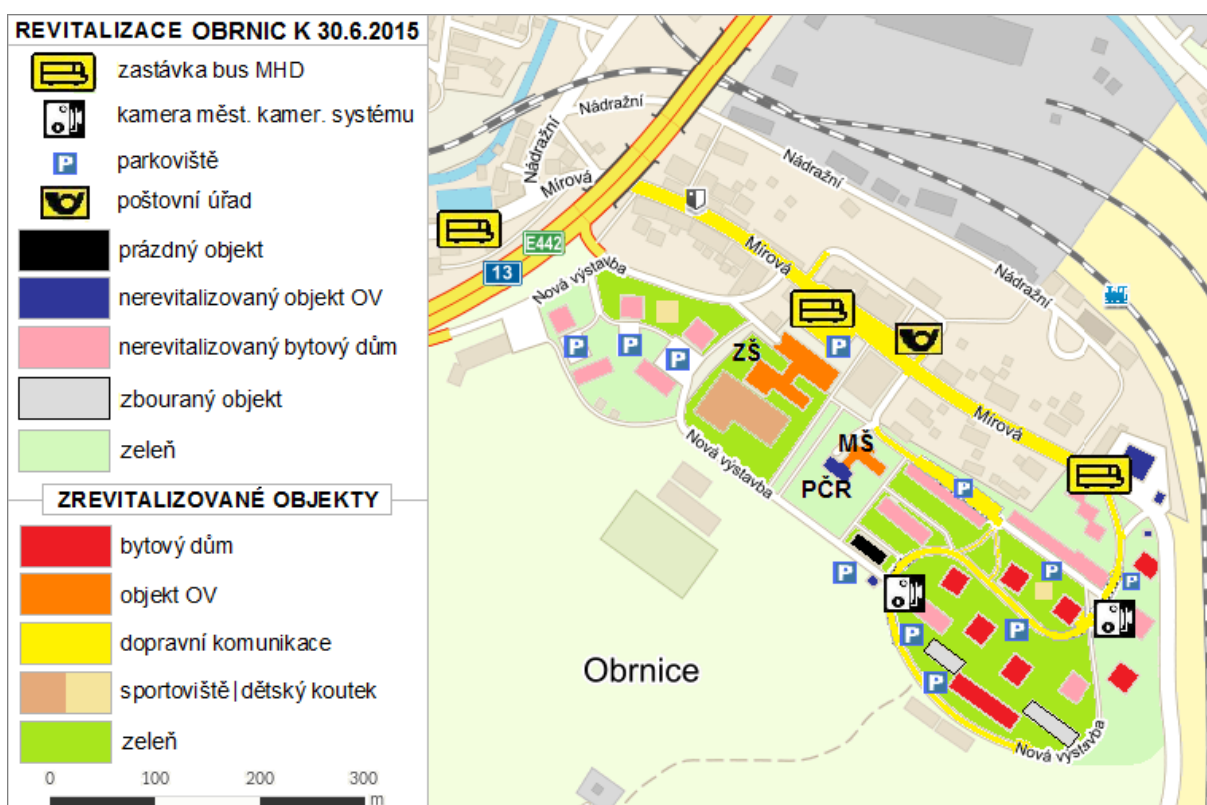 REVITALIZACE OBRNIC K 30.6.2015
zastávka bus MHD
kamera měst. kamer. systému
P parkoviště
poštovní úřad
prázdný objekt
nerevitalizovaný objekt OV
nerevitalizovaný bytový dům
zbouraný objekt
zeleň
ZREVITALIZOVANÉ OBJEKTY
bytový dům
objekt OV
dopravní komunikace
sportoviště|dětský koutek
zeleň
0 100 200 300
m
Nádražní
Nádražní
Nádražní
Mírová
E442
13
Nová výstavba
Mírová
Nádražní
P
P
P
P
ZŠ
Mírová
Nová výstavba
MŠ
PČR
P
P
P
P
P
P
P
Obrnice
Nová výstavba